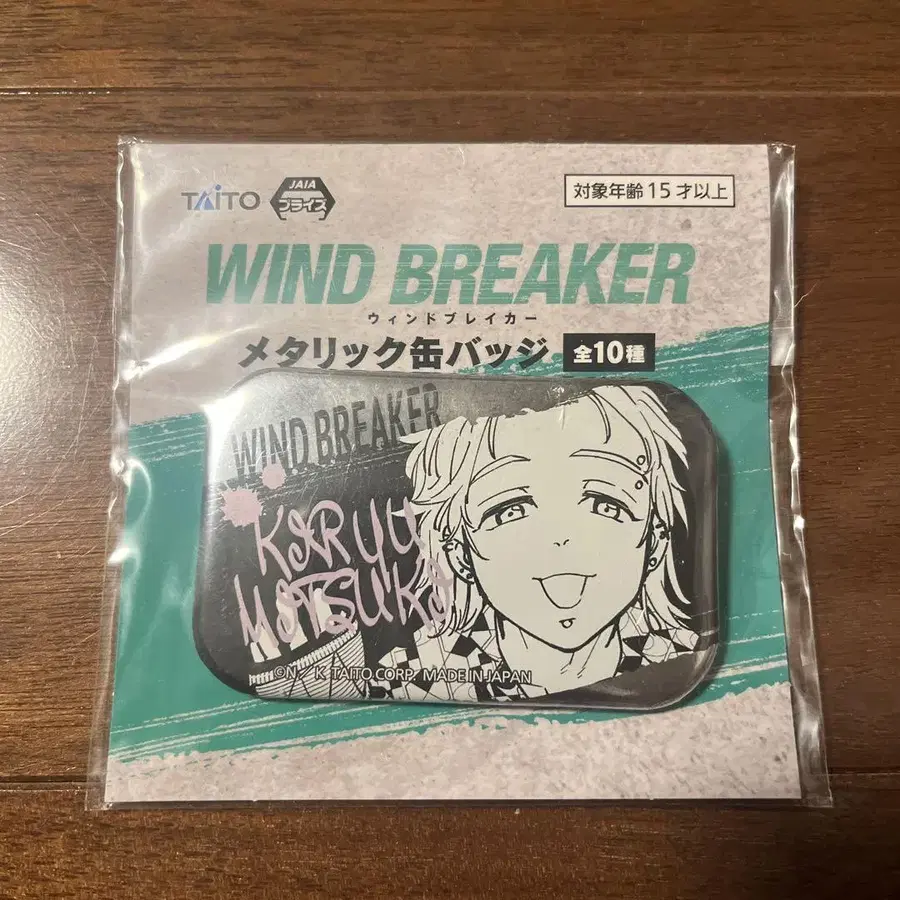 TAITO
JAIA
プライズ
対象年齢15才以上
WIND BREAKER
ウィンドブレイカー
メタリック缶バッジ
全10種
WIND BREAKER
KIRYU
MITSUKI
©N／K TAITO CORP. MADE IN JAPAN